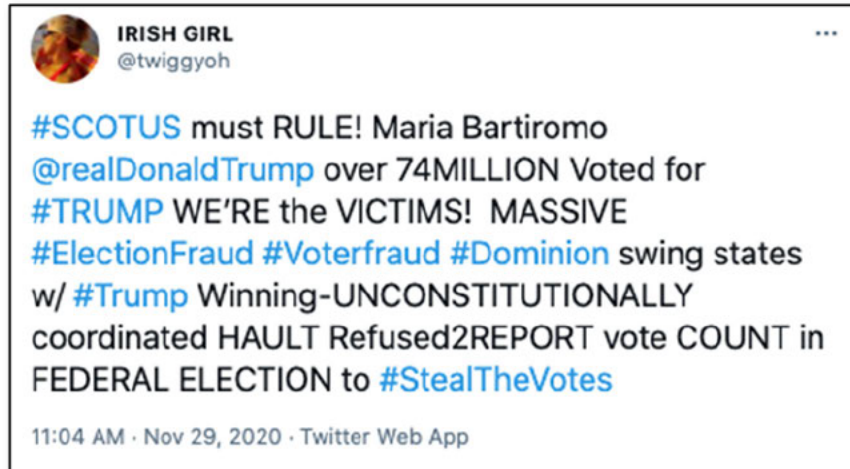 IRISH GIRL
@twiggyoh
#SCOTUS must RULE! Maria Bartiromo
@realDonaldTrump over 74MILLION Voted for
#TRUMP WE'RE the VICTIMS!  MASSIVE
#ElectionFraud #Voterfraud #Dominion swing states
w/ #Trump Winning-UNCONSTITUTIONALLY
coordinated HAULT Refused2REPORT vote COUNT in
FEDERAL ELECTION to #StealTheVotes
11:04 AM · Nov 29, 2020 · Twitter Web App